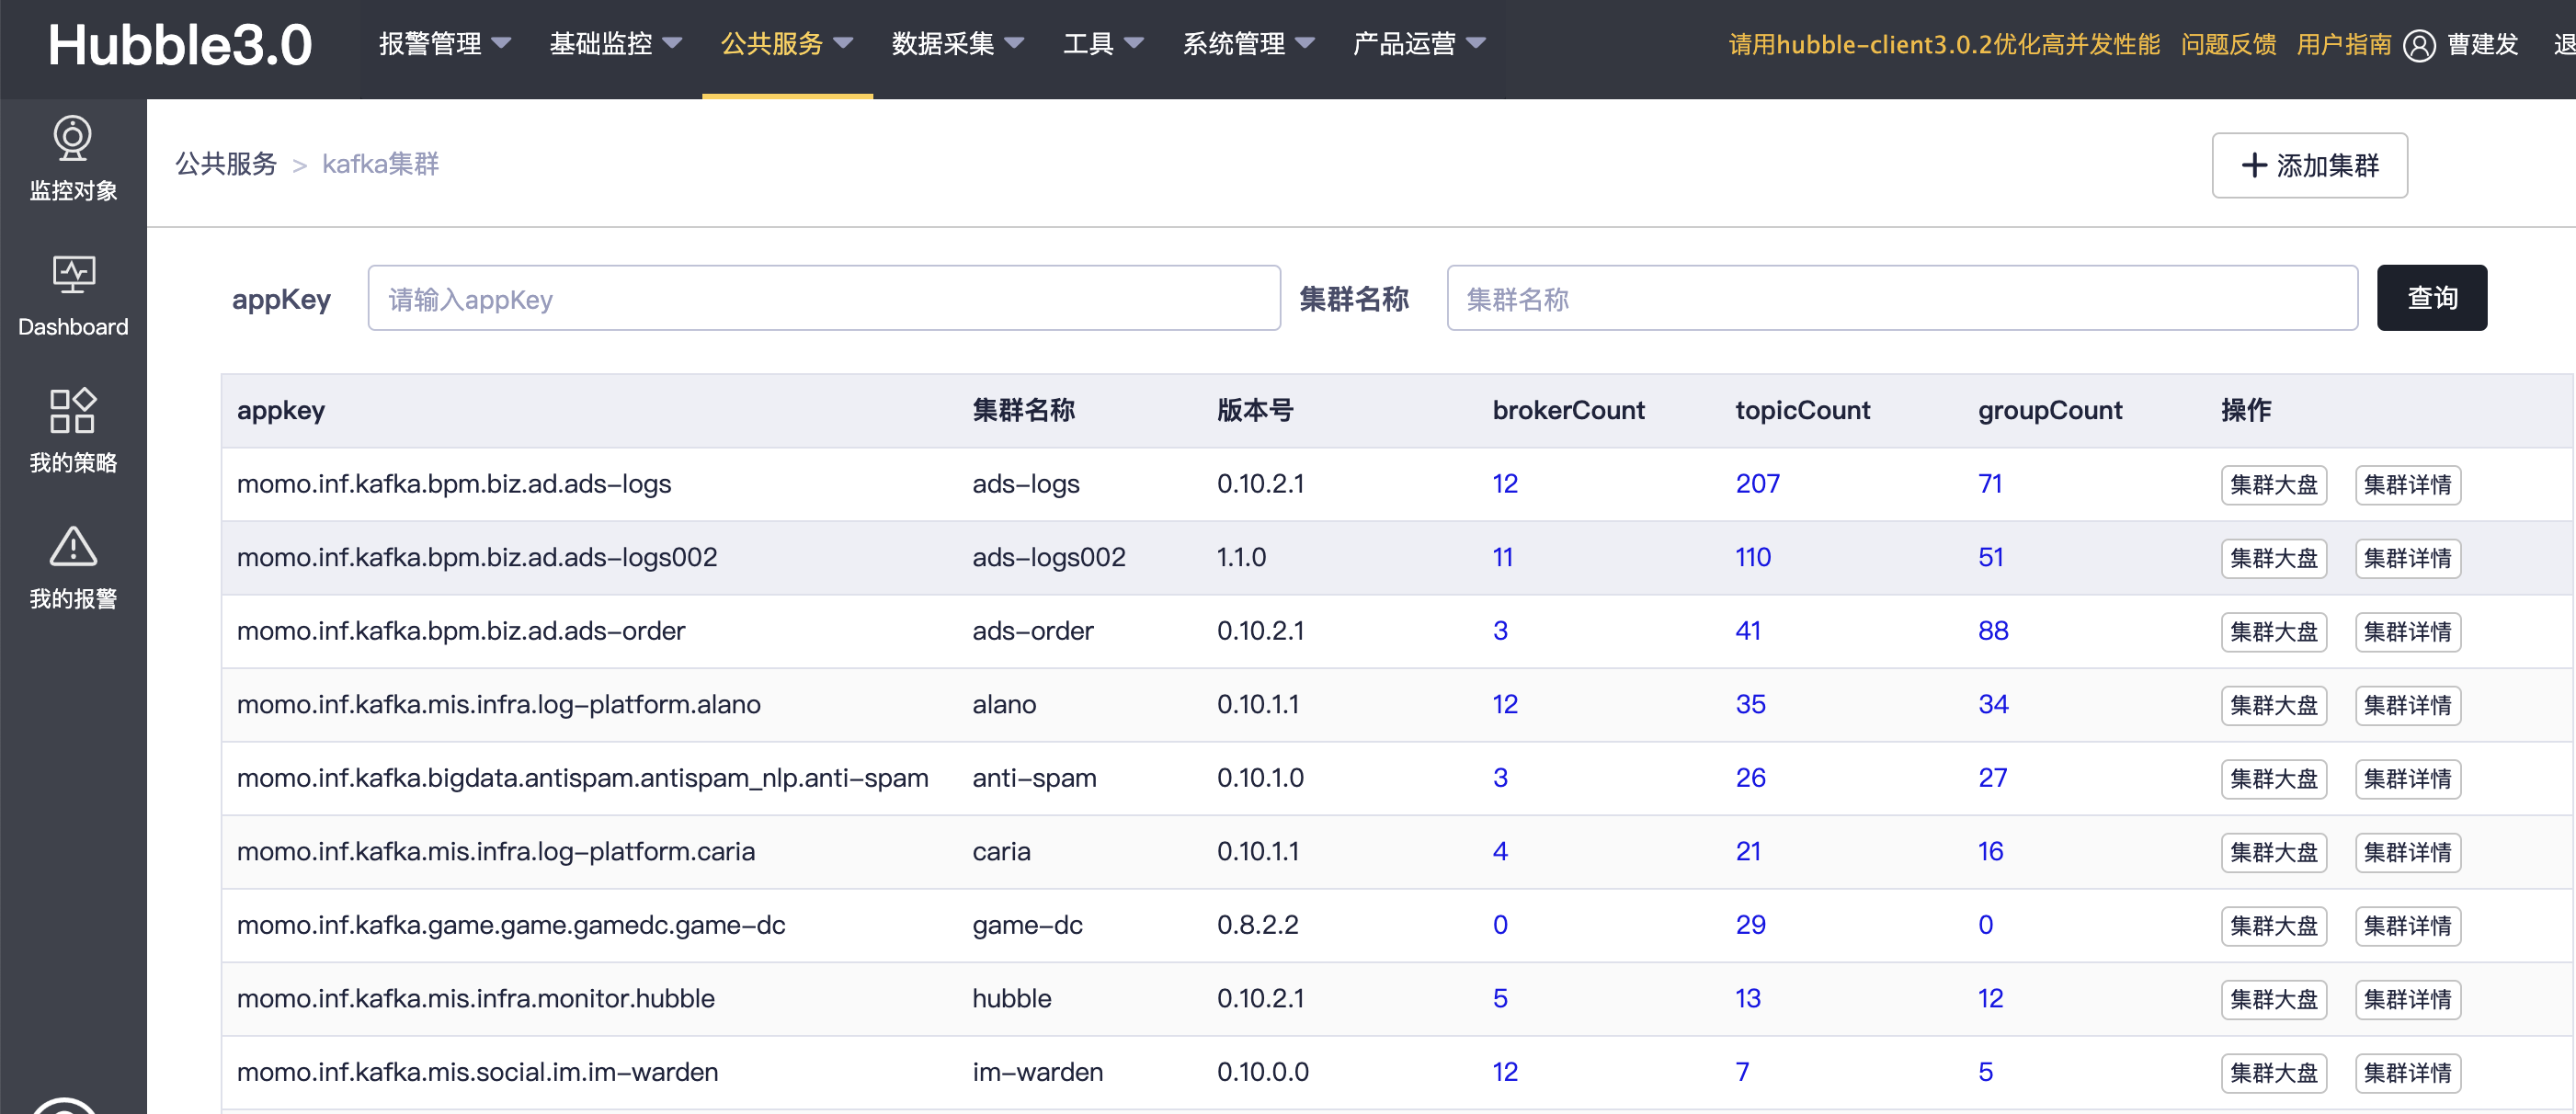 Hubble3.0 报警管理 基础监控 公共服务 数据采集 工具 系统管理 产品运营 请用hubble-client3.0.2优化高并发性能 问题反馈 用户指南 曹建发 退
监控对象
Dashboard
我的策略
我的报警
公共服务 > kafka集群 添加集群
appKey 请输入appKey 集群名称 集群名称 查询
appkey 集群名称 版本号 brokerCount topicCount groupCount 操作
momo.inf.kafka.bpm.biz.ad.ads-logs ads-logs 0.10.2.1 12 207 71 集群大盘 集群详情
momo.inf.kafka.bpm.biz.ad.ads-logs002 ads-logs002 1.1.0 11 110 51 集群大盘 集群详情
momo.inf.kafka.bpm.biz.ad.ads-order ads-order 0.10.2.1 3 41 88 集群大盘 集群详情
momo.inf.kafka.mis.infra.log-platform.alano alano 0.10.1.1 12 35 34 集群大盘 集群详情
momo.inf.kafka.bigdata.antispam.antispam_nlp.anti-spam anti-spam 0.10.1.0 3 26 27 集群大盘 集群详情
momo.inf.kafka.mis.infra.log-platform.caria caria 0.10.1.1 4 21 16 集群大盘 集群详情
momo.inf.kafka.game.game.gamedc.game-dc game-dc 0.8.2.2 0 29 0 集群大盘 集群详情
momo.inf.kafka.mis.infra.monitor.hubble hubble 0.10.2.1 5 13 12 集群大盘 集群详情
momo.inf.kafka.mis.social.im.im-warden im-warden 0.10.0.0 12 7 5 集群大盘 集群详情